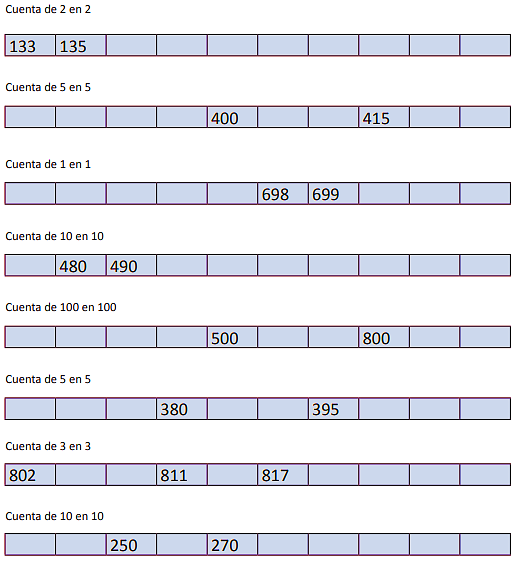 Cuenta de 2 en 2
133 135
Cuenta de 5 en 5
400 415
Cuenta de 1 en 1
698 699
Cuenta de 10 en 10
480 490
Cuenta de 100 en 100
500 800
Cuenta de 5 en 5
380 395
Cuenta de 3 en 3
802 811 817
Cuenta de 10 en 10
250 270